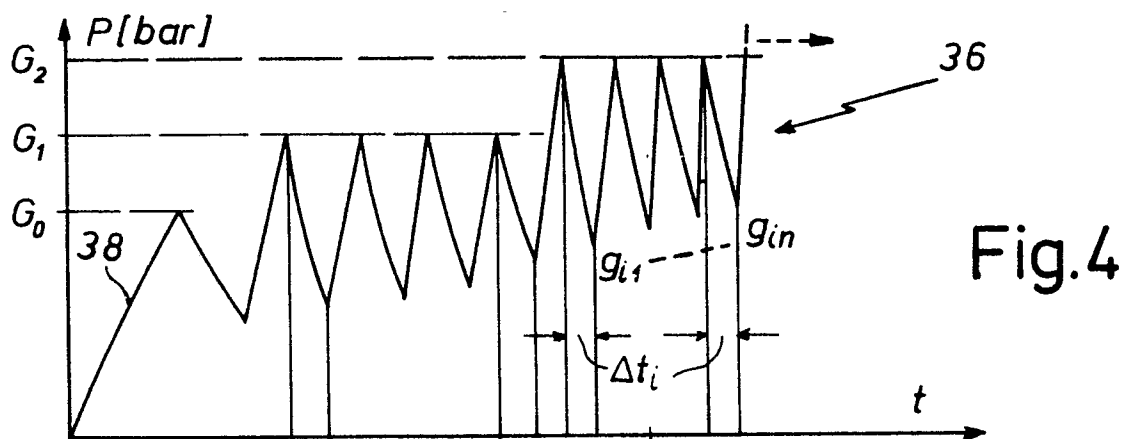 P [bar]
G₂
36
G₁
G₀
38
gᵢ₁
gᵢₙ
Fig.4
Δtᵢ
t